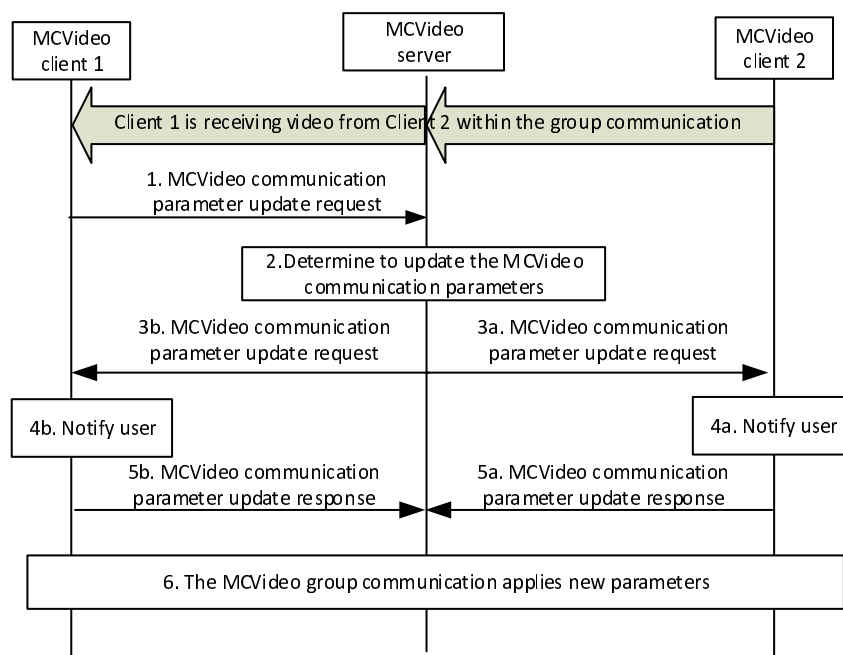 MCVideo
client 1
MCVideo
server
MCVideo
client 2
Client 1 is receiving video from Client 2 within the group communication
1. MCVideo communication
parameter update request
2.Determine to update the MCVideo
communication parameters
3b. MCVideo communication
parameter update request
3a. MCVideo communication
parameter update request
4b. Notify user
4a. Notify user
5b. MCVideo communication
parameter update response
5a. MCVideo communication
parameter update response
6. The MCVideo group communication applies new parameters